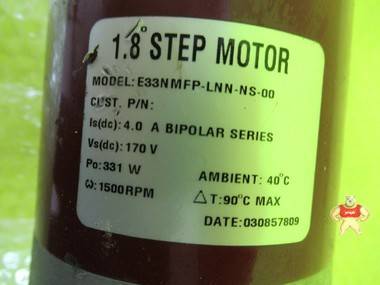 1.8° STEP MOTOR
MODEL: E33NMFP-LNN-NS-00
CUST. P/N:
Is(dc): 4.0 A BIPOLAR SERIES
Vs(dc): 170 V
Po: 331 W AMBIENT: 40°C
ω: 1500RPM △T: 90°C MAX
DATE: 030857809